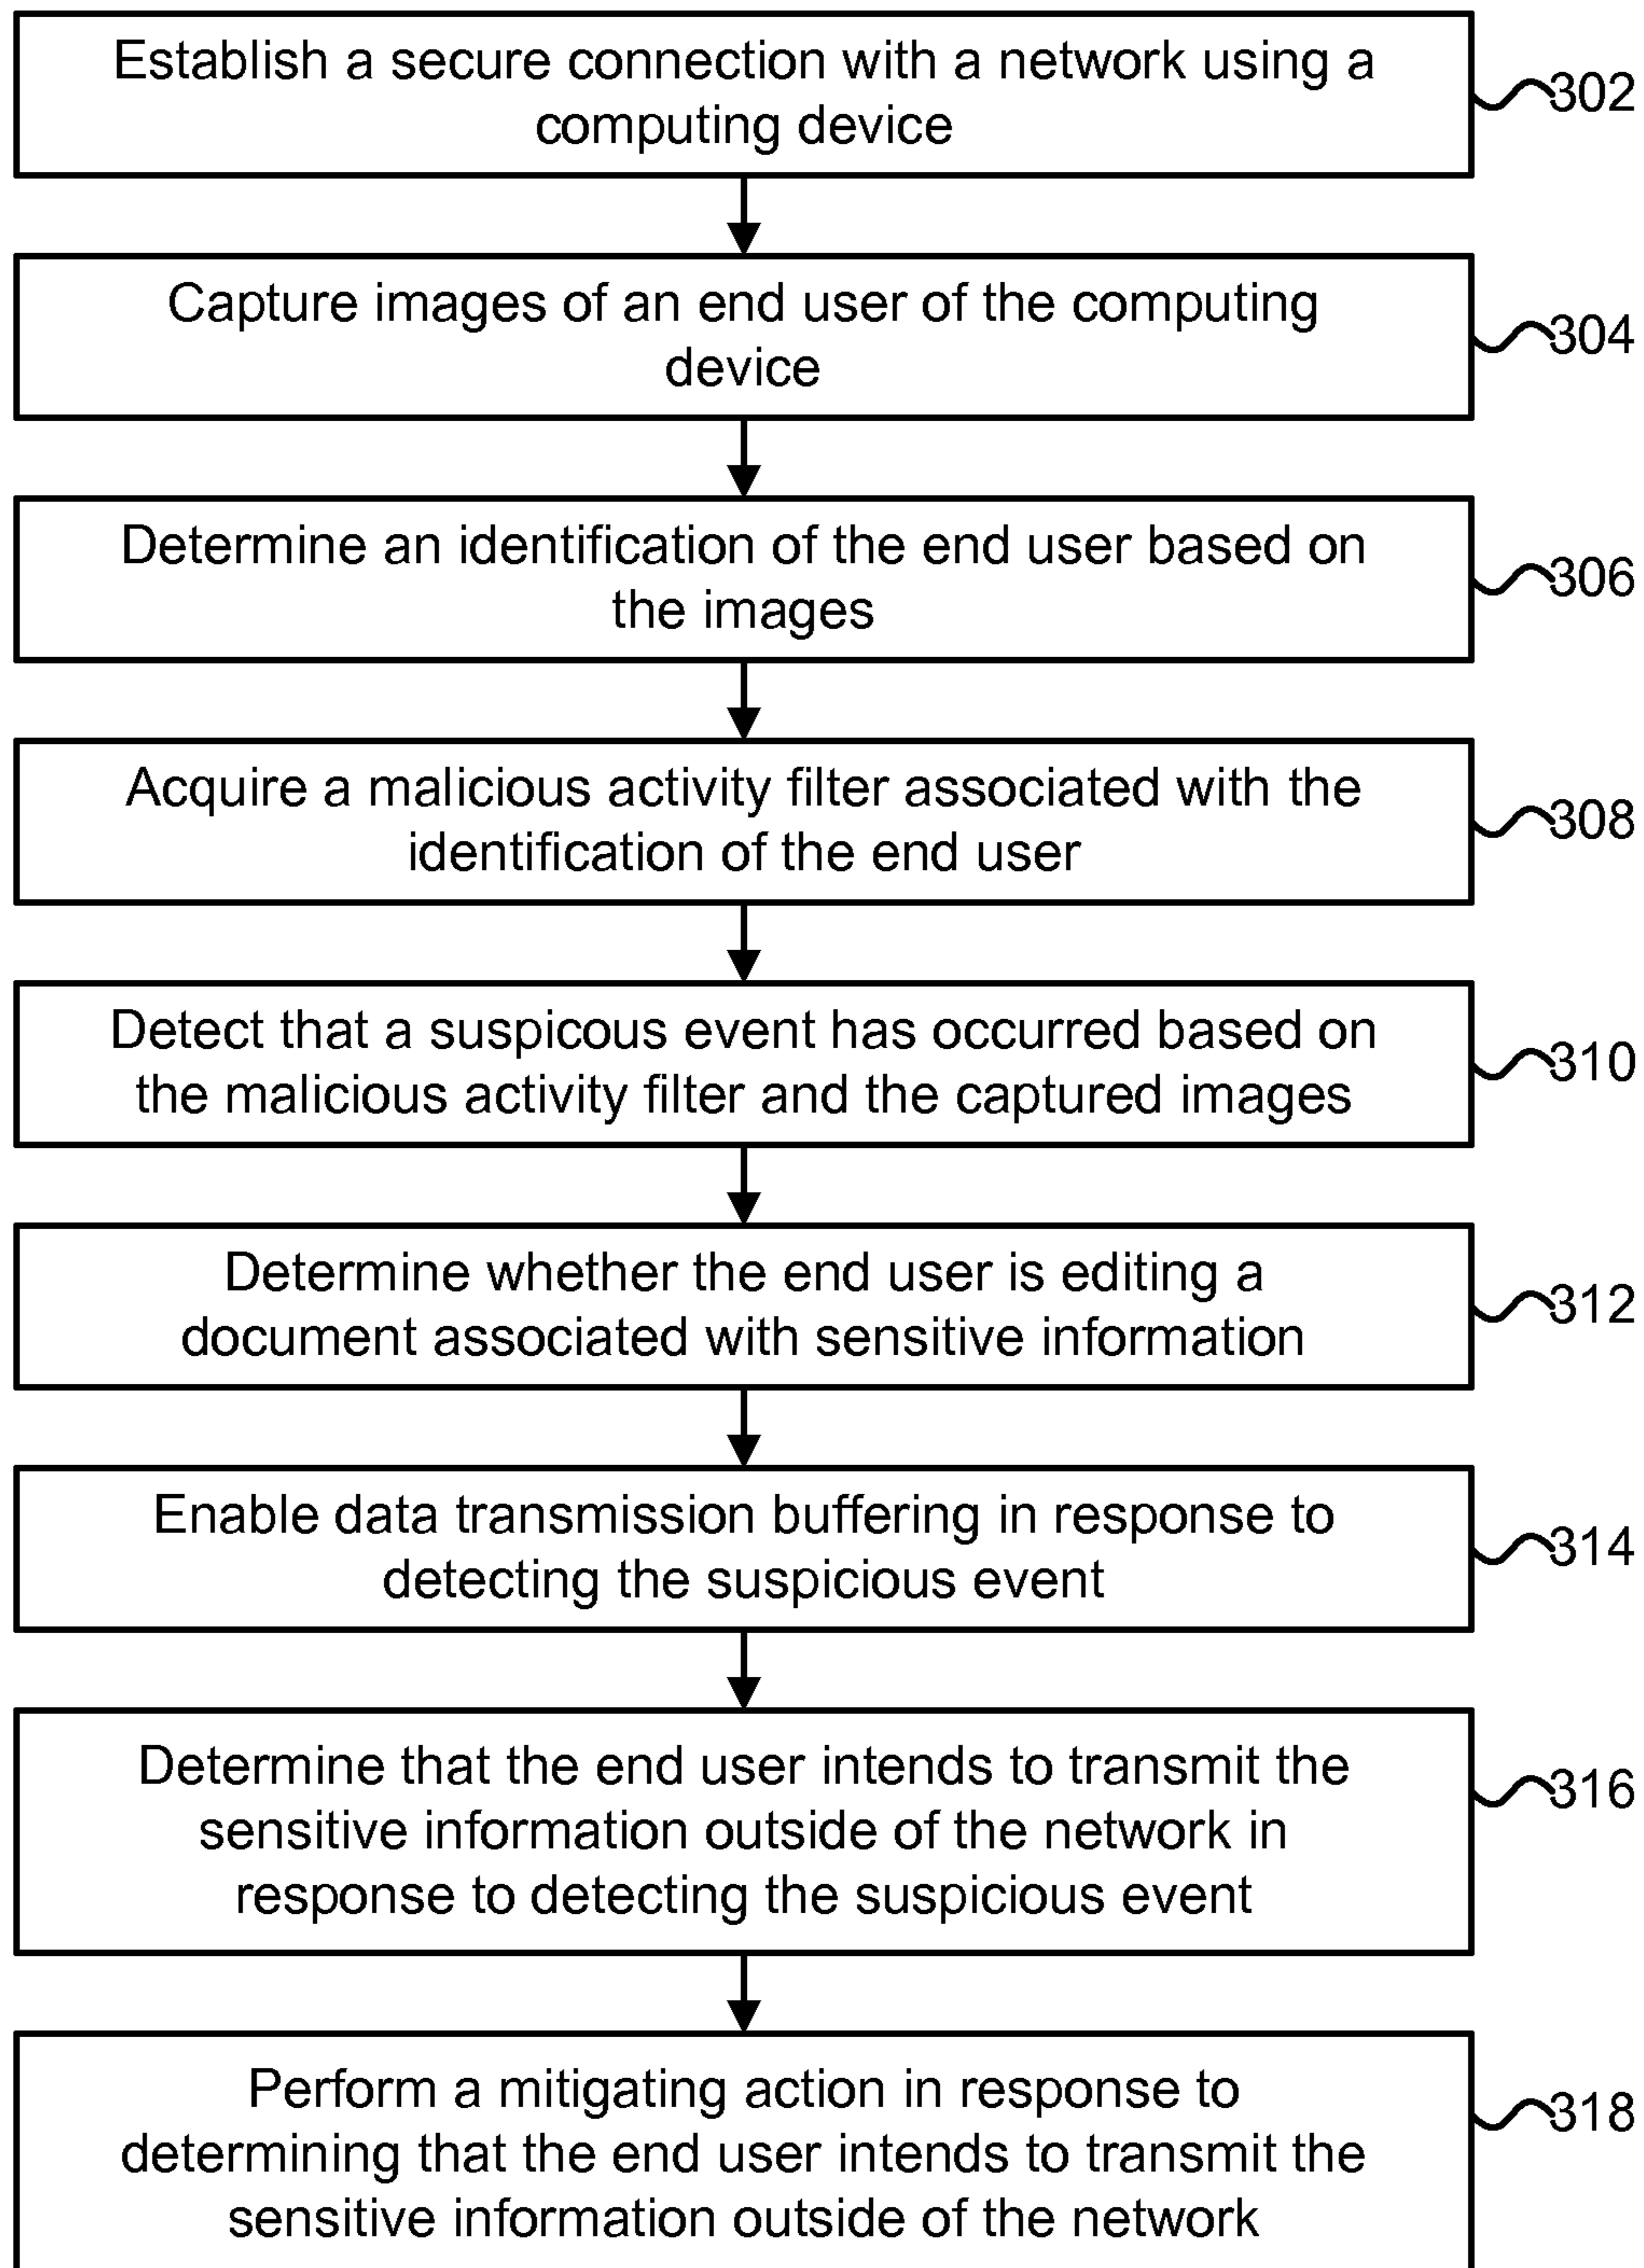 Establish a secure connection with a network using a
computing device
302
Capture images of an end user of the computing
device
304
Determine an identification of the end user based on
the images
306
Acquire a malicious activity filter associated with the
identification of the end user
308
Detect that a suspicous event has occurred based on
the malicious activity filter and the captured images
310
Determine whether the end user is editing a
document associated with sensitive information
312
Enable data transmission buffering in response to
detecting the suspicious event
314
Determine that the end user intends to transmit the
sensitive information outside of the network in
response to detecting the suspicious event
316
Perform a mitigating action in response to
determining that the end user intends to transmit the
sensitive information outside of the network
318